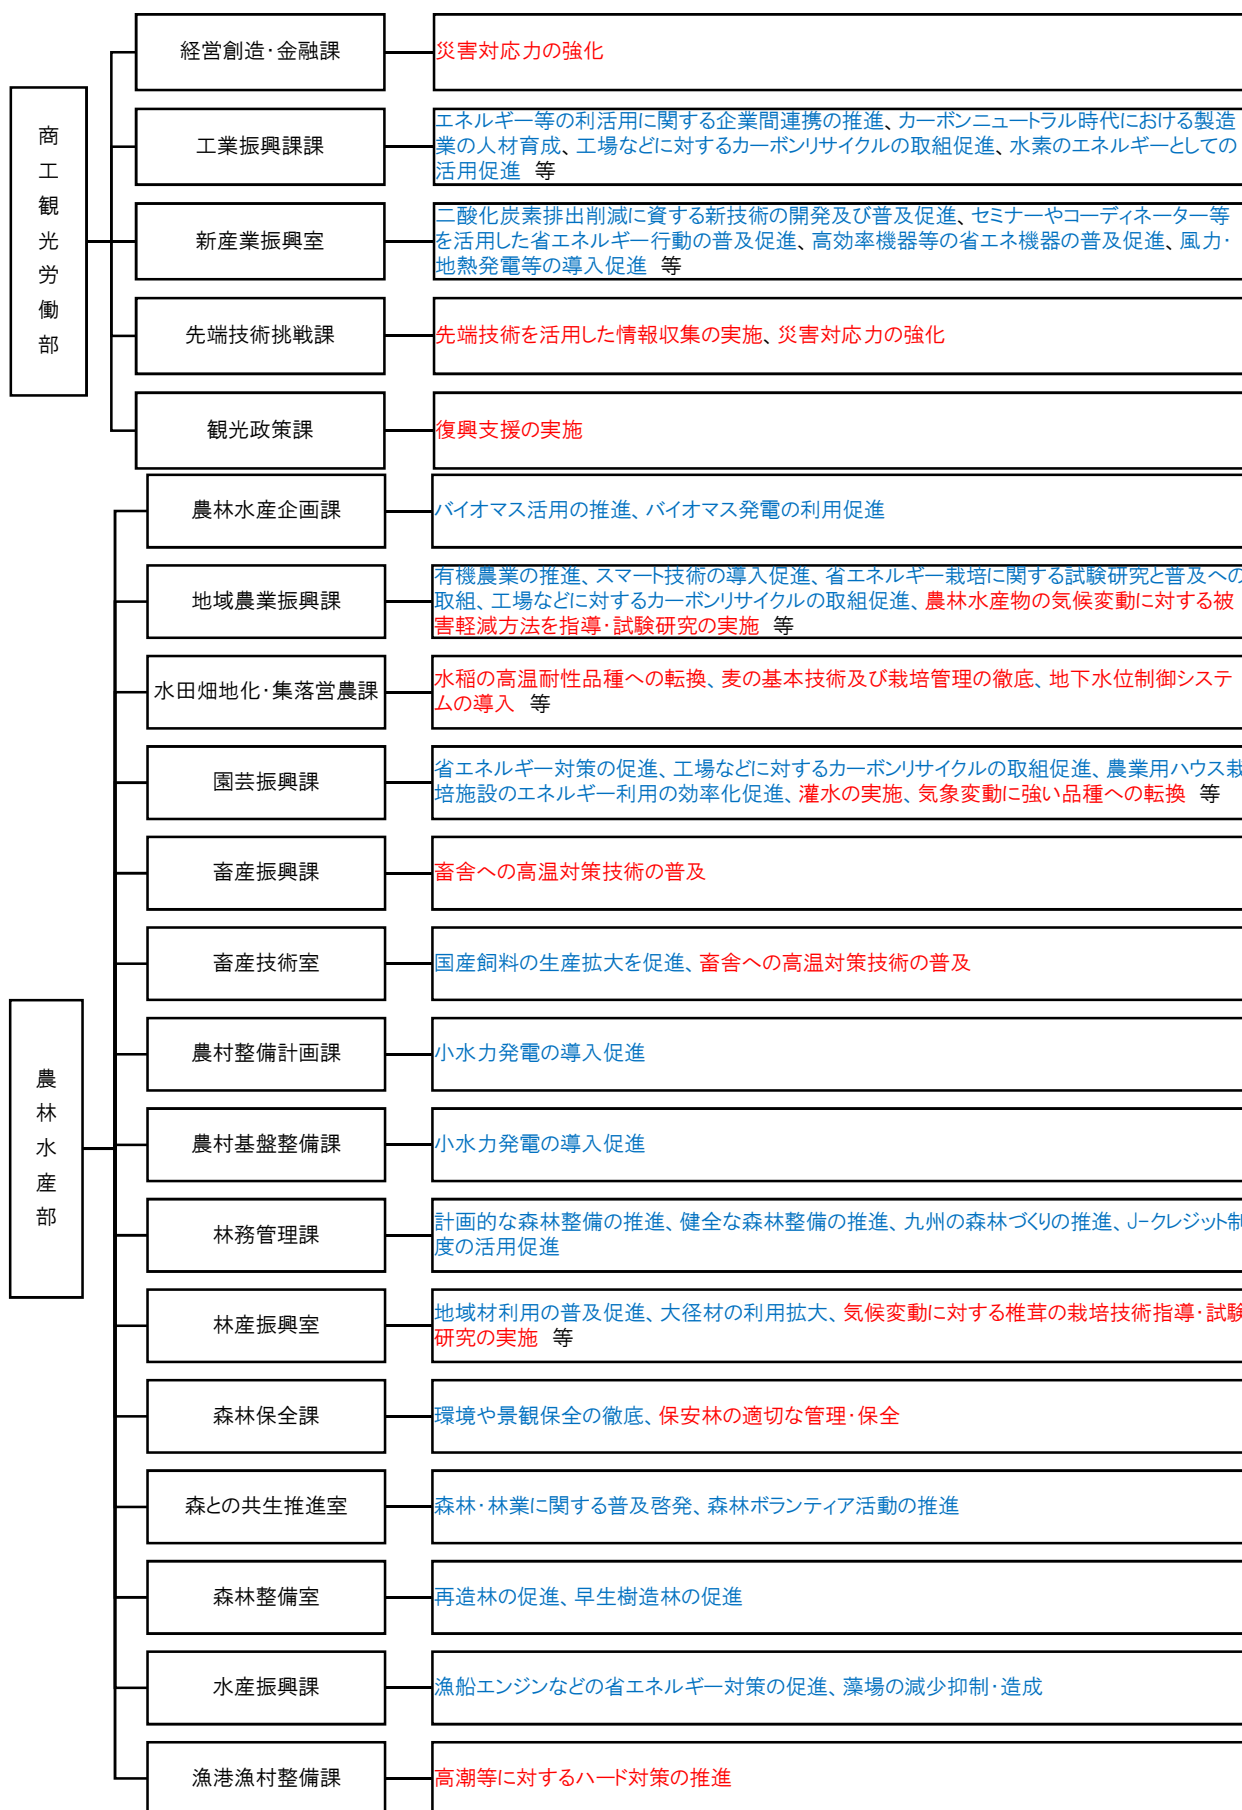 商工観光労働部
経営創造・金融課
災害対応力の強化
工業振興課課
エネルギー等の利活用に関する企業間連携の推進、カーボンニュートラル時代における製造
業の人材育成、工場などに対するカーボンリサイクルの取組促進、水素のエネルギーとしての
活用促進　等
新産業振興室
二酸化炭素排出削減に資する新技術の開発及び普及促進、セミナーやコーディネーター等
を活用した省エネルギー行動の普及促進、高効率機器等の省エネ機器の普及促進、風力・
地熱発電等の導入促進　等
先端技術挑戦課
先端技術を活用した情報収集の実施、災害対応力の強化
観光政策課
復興支援の実施
農林水産部
農林水産企画課
バイオマス活用の推進、バイオマス発電の利用促進
地域農業振興課
有機農業の推進、スマート技術の導入促進、省エネルギー栽培に関する試験研究と普及への
取組、工場などに対するカーボンリサイクルの取組促進、農林水産物の気候変動に対する被
害軽減方法を指導・試験研究の実施　等
水田畑地化・集落営農課
水稲の高温耐性品種への転換、麦の基本技術及び栽培管理の徹底、地下水位制御システ
ムの導入　等
園芸振興課
省エネルギー対策の促進、工場などに対するカーボンリサイクルの取組促進、農業用ハウス栽
培施設のエネルギー利用の効率化促進、灌水の実施、気象変動に強い品種への転換　等
畜産振興課
畜舎への高温対策技術の普及
畜産技術室
国産飼料の生産拡大を促進、畜舎への高温対策技術の普及
農村整備計画課
小水力発電の導入促進
農村基盤整備課
小水力発電の導入促進
林務管理課
計画的な森林整備の推進、健全な森林整備の推進、九州の森林づくりの推進、J-クレジット制
度の活用促進
林産振興室
地域材利用の普及促進、大径材の利用拡大、気候変動に対する椎茸の栽培技術指導・試験
研究の実施　等
森林保全課
環境や景観保全の徹底、保安林の適切な管理・保全
森との共生推進室
森林・林業に関する普及啓発、森林ボランティア活動の推進
森林整備室
再造林の促進、早生樹造林の促進
水産振興課
漁船エンジンなどの省エネルギー対策の促進、藻場の減少抑制・造成
漁港漁村整備課
高潮等に対するハード対策の推進